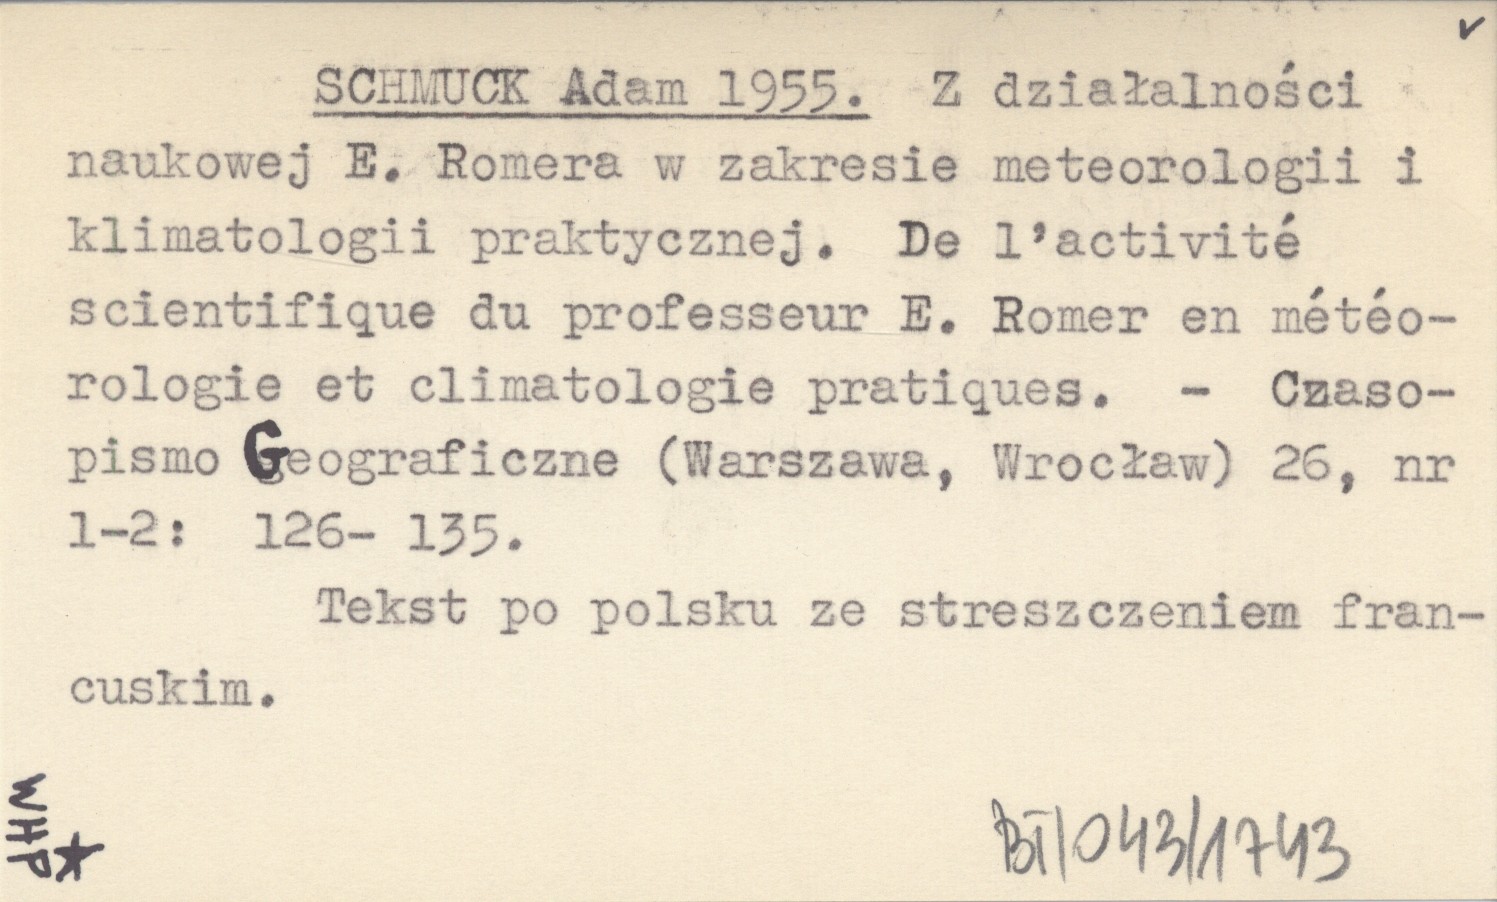 SCHMUCK Adam 1955. Z działalności
naukowej E. Romera w zakresie meteorologii i
klimatologii praktycznej. De l'activité
scientifique du professeur E. Romer en météo-
rologie et climatologie pratiques. - Czaso-
pismo Geograficzne (Warszawa, Wrocław) 26, nr
1-2: 126- 135.
Tekst po polsku ze streszczeniem fran-
cuskim.
WHP
BI/043/1743